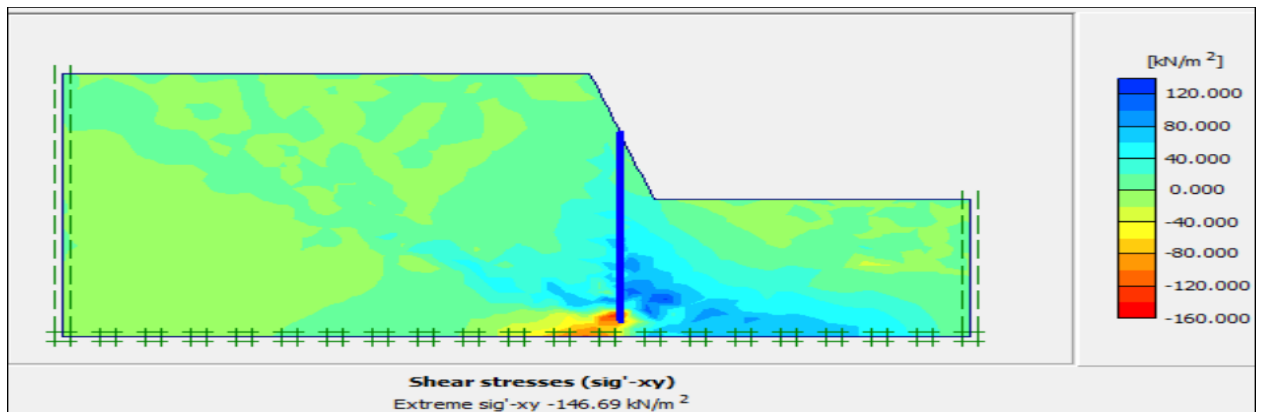 [kN/m ²]
120.000
80.000
40.000
0.000
-40.000
-80.000
-120.000
-160.000
Shear stresses (sig'-xy)
Extreme sig'-xy -146.69 kN/m ²